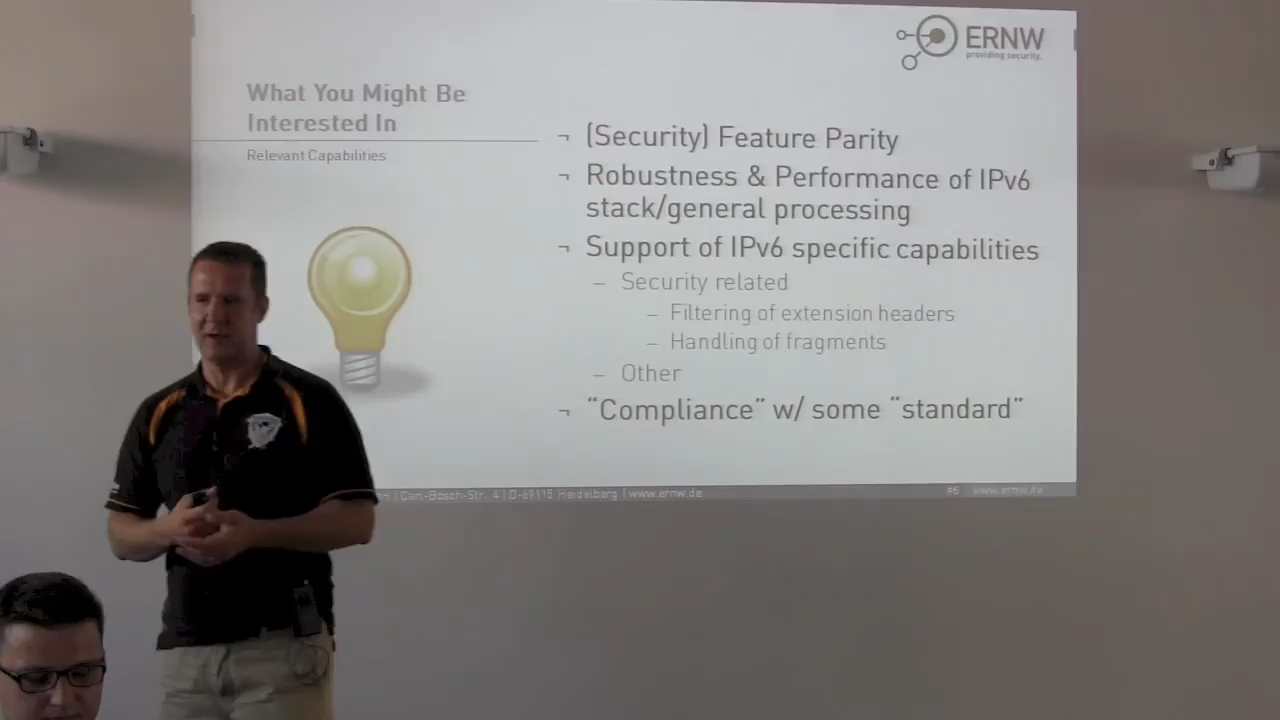 ERNW
providing security.
What You Might Be
Interested In
Relevant Capabilities
¬ (Security) Feature Parity
¬ Robustness & Performance of IPv6
stack/general processing
¬ Support of IPv6 specific capabilities
– Security related
– Filtering of extension headers
– Handling of fragments
– Other
¬ “Compliance” w/ some “standard”
Carl-Bosch-Str. 4 | D-69115 Heidelberg | www.ernw.de
#6 www.ernw.de